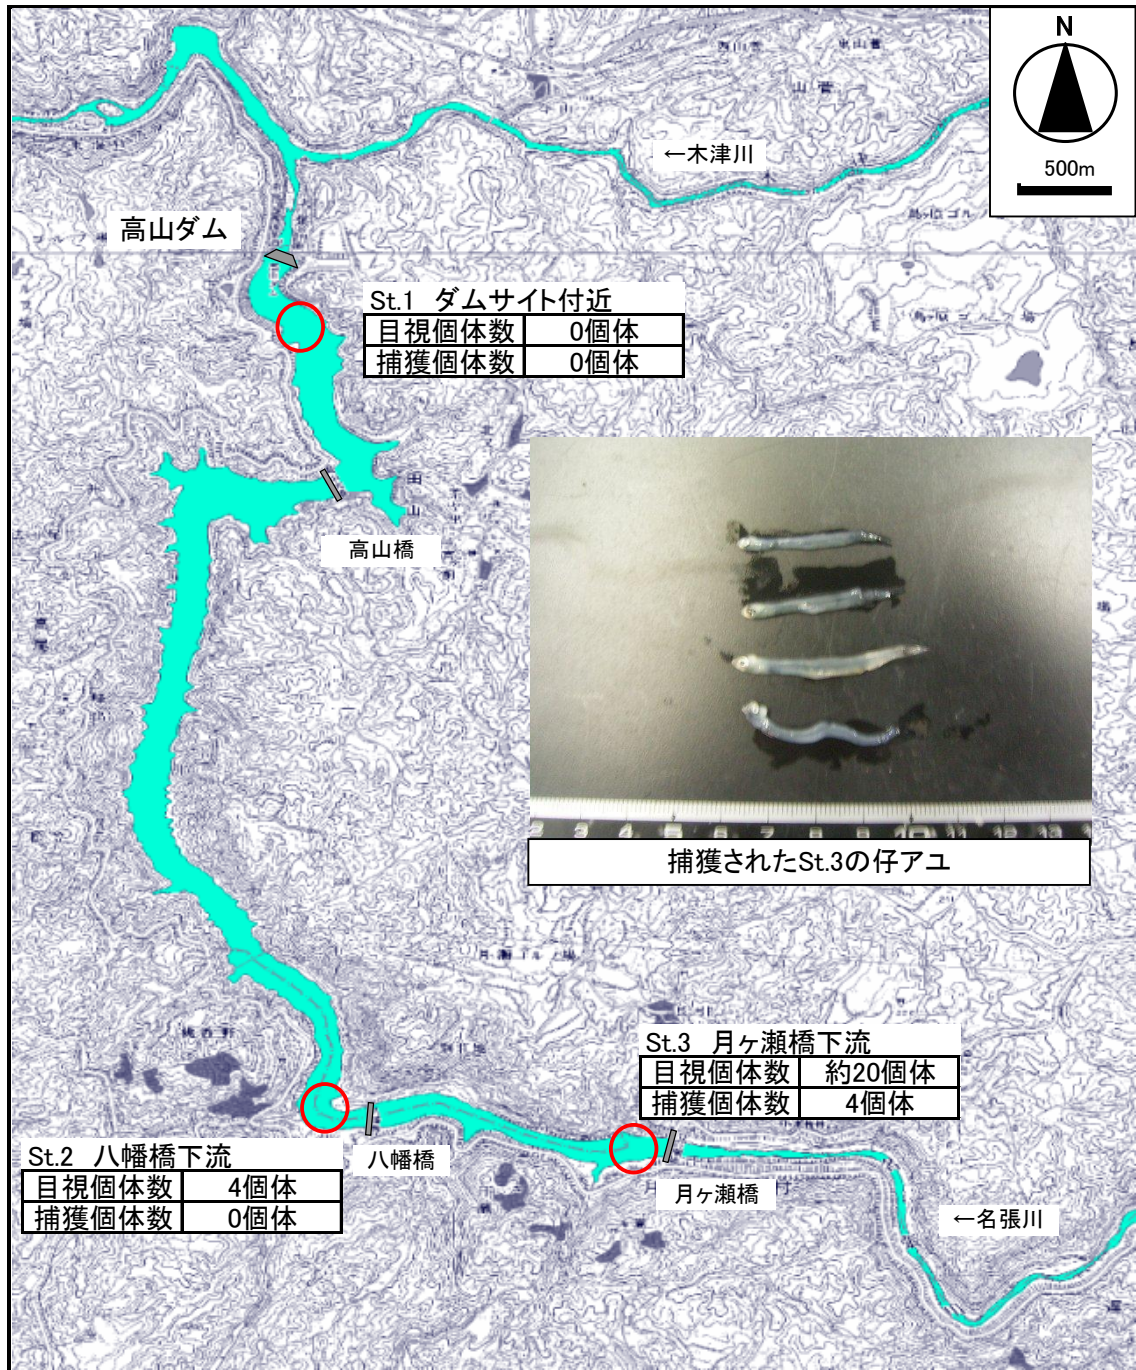 N
500m
←木津川
高山ダム
St.1 ダムサイト付近
目視個体数 0個体
捕獲個体数 0個体
高山橋
捕獲されたSt.3の仔アユ
St.3 月ヶ瀬橋下流
目視個体数 約20個体
捕獲個体数 4個体
St.2 八幡橋下流
目視個体数 4個体
捕獲個体数 0個体
八幡橋
月ヶ瀬橋
←名張川